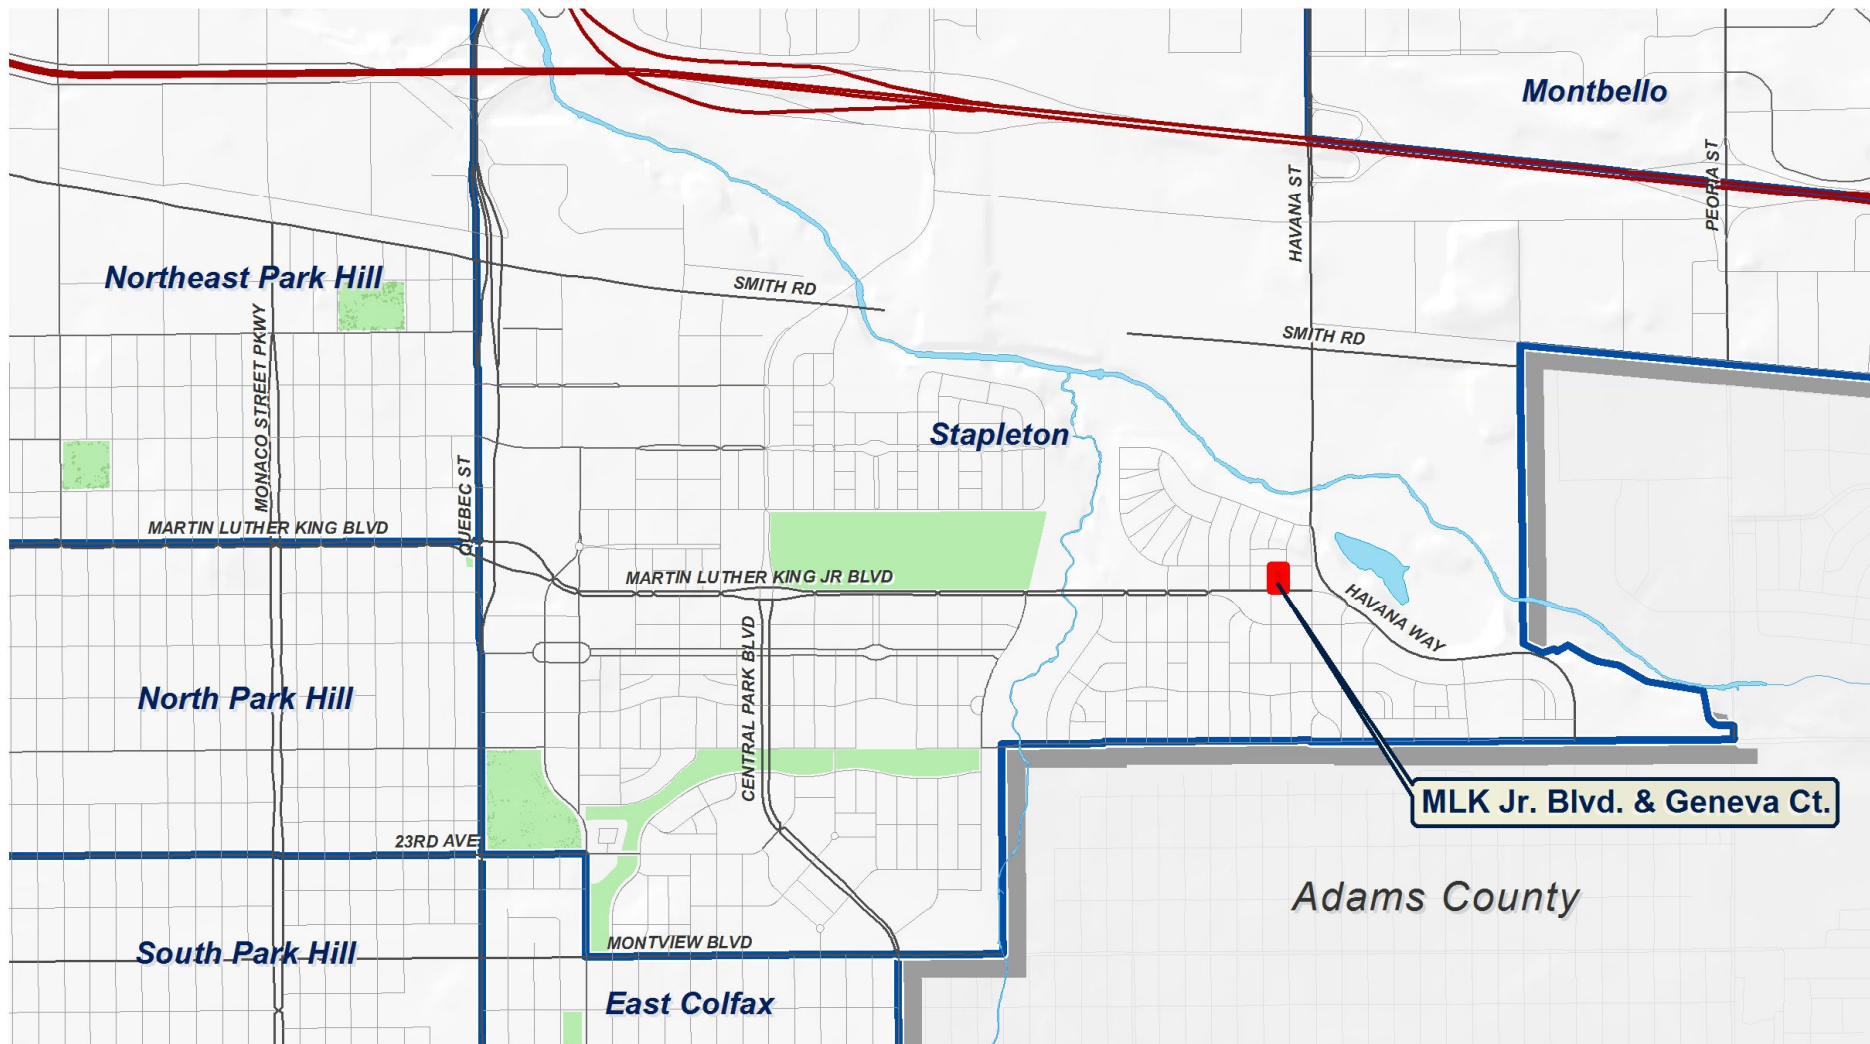 Montbello
PEORIA ST
HAVANA ST
Northeast Park Hill
SMITH RD
SMITH RD
MONACO STREET PKWY
Stapleton
QUEBEC ST
MARTIN LUTHER KING BLVD
MARTIN LUTHER KING JR BLVD
HAVANA WAY
CENTRAL PARK BLVD
North Park Hill
MLK Jr. Blvd. & Geneva Ct.
23RD AVE
Adams County
South Park Hill
MONTVIEW BLVD
East Colfax